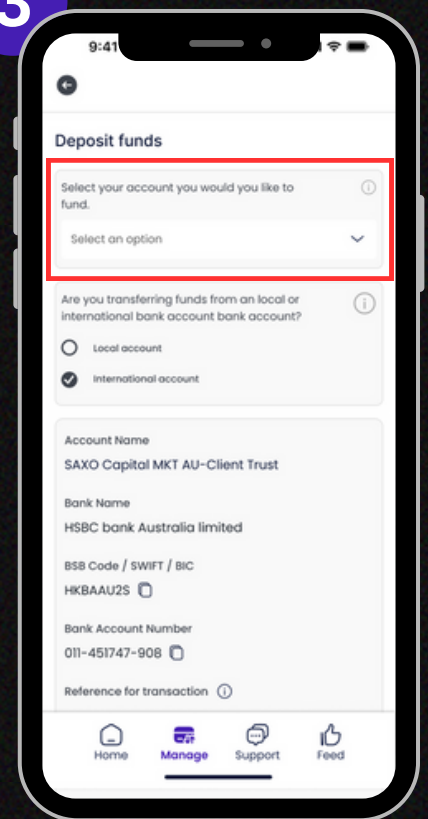 3
9:41
Deposit funds
Select your account you would you like to
fund.
Select an option
Are you transferring funds from an local or
international bank account bank account?
Local account
International account
Account Name
SAXO Capital MKT AU-Client Trust
Bank Name
HSBC bank Australia limited
BSB Code / SWIFT / BIC
HKBAAU2S
Bank Account Number
011-451747-908
Reference for transaction
Home Manage Support Feed